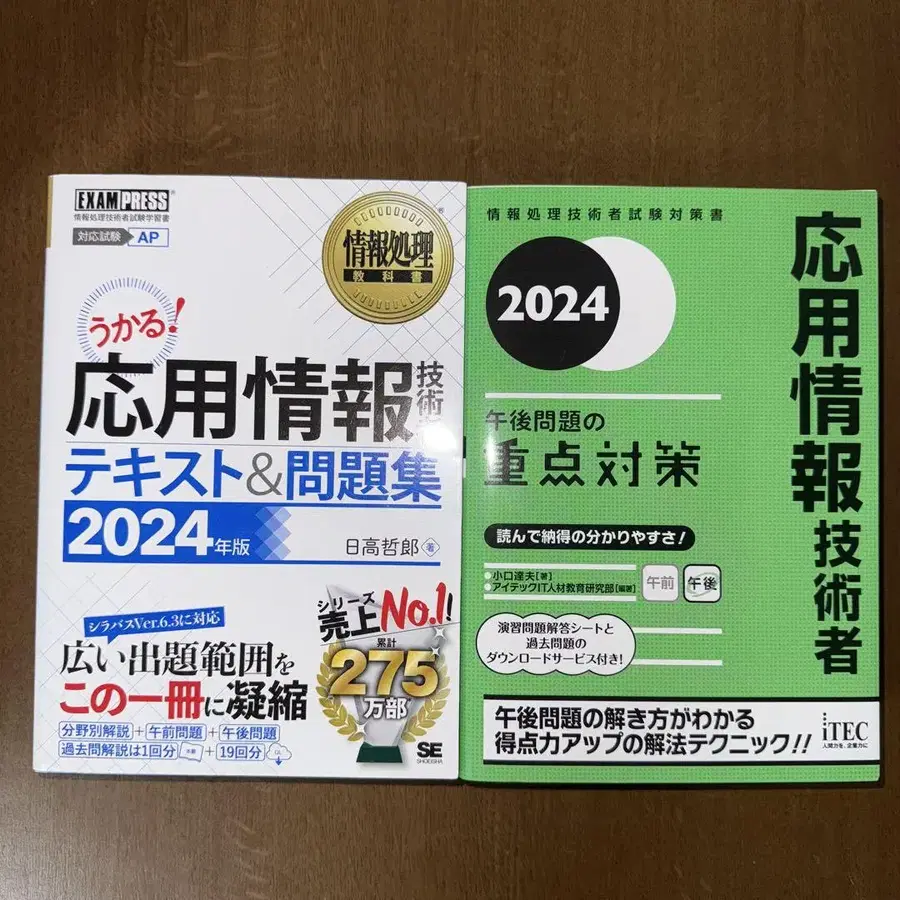 EXAMPRESS®
情報処理技術者試験学習書
対応試験 AP
情報処理
教科書
®
うかる!
応用情報技術
テキスト&問題集
2024年版
日高哲郎 著
シラバスVer.6.3に対応
広い出題範囲を
この一冊に凝縮
分野別解説+午前問題+午後問題
過去問解説は1回分 本書 + 19回分 DL
シリーズ
売上No.1!
累計
275
万部
SE
SHOEISHA
情報処理技術者試験対策書
2024
応用情報技術者
午後問題の
重点対策
読んで納得の分かりやすさ!
小口達夫[著]
アイテックIT人材教育研究部[編著]
午前
午後
演習問題解答シートと
過去問題の
ダウンロードサービス付き!
午後問題の解き方がわかる
得点力アップの解法テクニック!!
iTEC
人間力を、企業力に